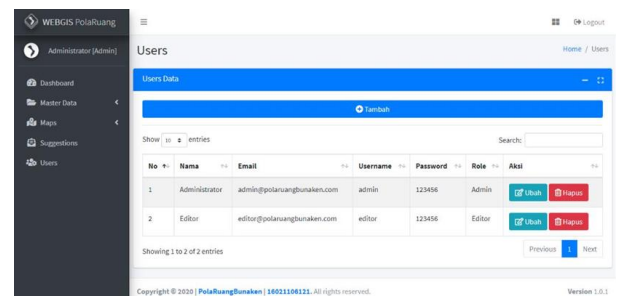 WEBGIS PolaRuang
Logout
Administrator [Admin]
Users
Home / Users
Dashboard
Master Data
Maps
Suggestions
Users
Users Data
Tambah
Show 10 entries
Search:
No Nama Email Username Password Role Aksi
1 Administrator admin@polaruangbunaken.com admin 123456 Admin Ubah Hapus
2 Editor editor@polaruangbunaken.com editor 123456 Editor Ubah Hapus
Showing 1 to 2 of 2 entries
Previous 1 Next
Copyright © 2020 | PolaRuangBunaken | 16021106121. All rights reserved.
Version 1.0.1